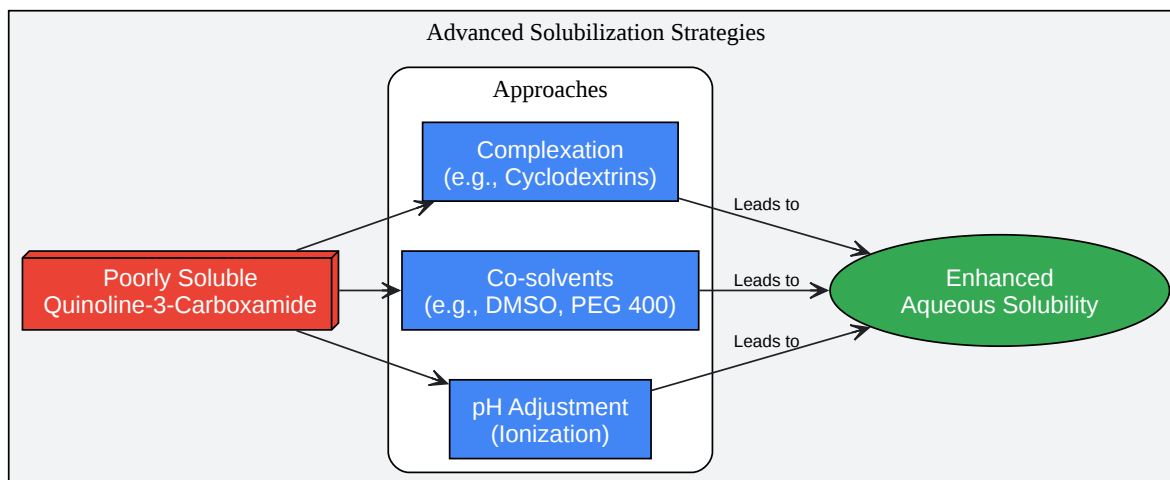 Advanced Solubilization Strategies
Approaches
Complexation
(e.g., Cyclodextrins)
Leads to
Poorly Soluble
Quinoline-3-Carboxamide
Co-solvents
(e.g., DMSO, PEG 400)
Leads to
Enhanced
Aqueous Solubility
Leads to
pH Adjustment
(Ionization)